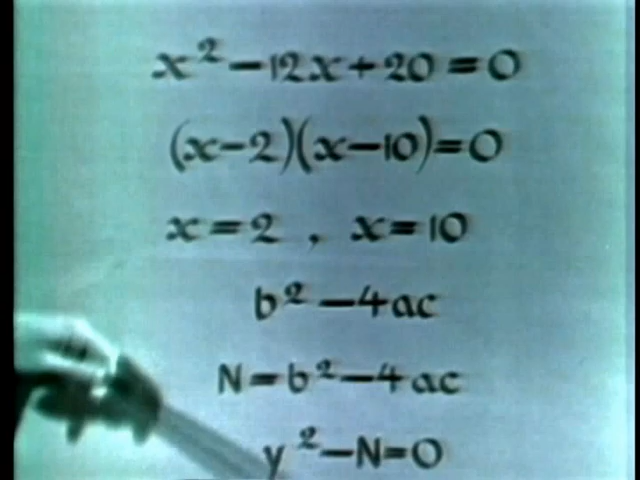 x² – 12x + 20 = 0
(x – 2)(x – 10) = 0
x = 2 , x = 10
b² – 4ac
N = b² – 4ac
y² – N = 0